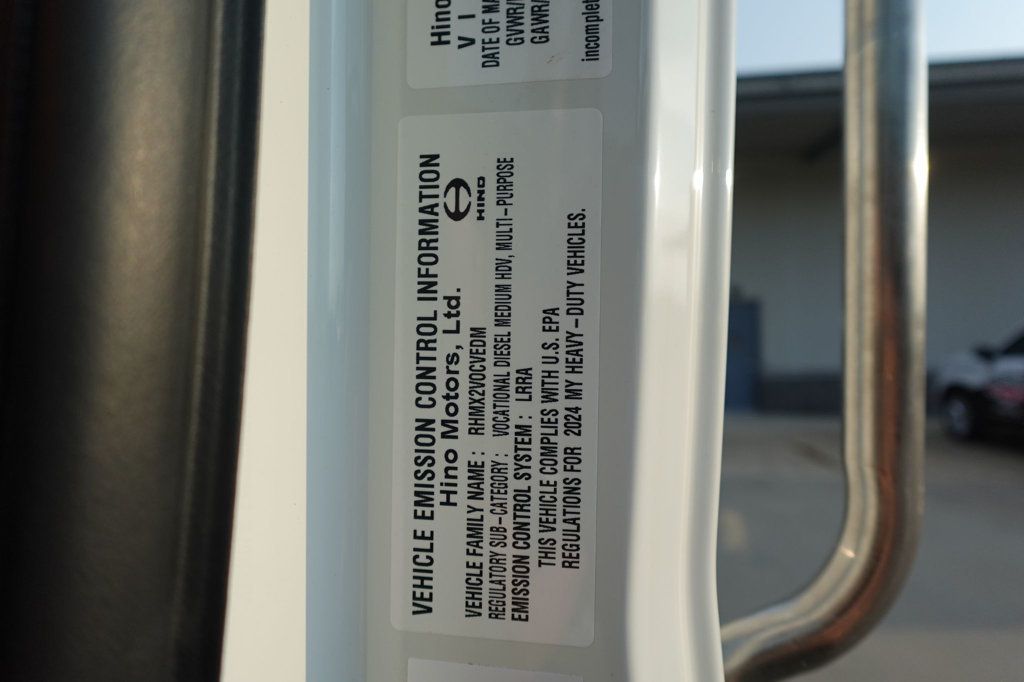 VEHICLE EMISSION CONTROL INFORMATION
Hino Motors, Ltd.
HINO
VEHICLE FAMILY NAME : RHMX2VOCVEDM
REGULATORY SUB-CATEGORY : VOCATIONAL DIESEL MEDIUM HDV, MULTI-PURPOSE
EMISSION CONTROL SYSTEM : LRRA
THIS VEHICLE COMPLIES WITH U.S. EPA
REGULATIONS FOR 2024 MY HEAVY-DUTY VEHICLES.
Hino
V I
DATE OF MA
GVWR/
GAWR/
incomplet